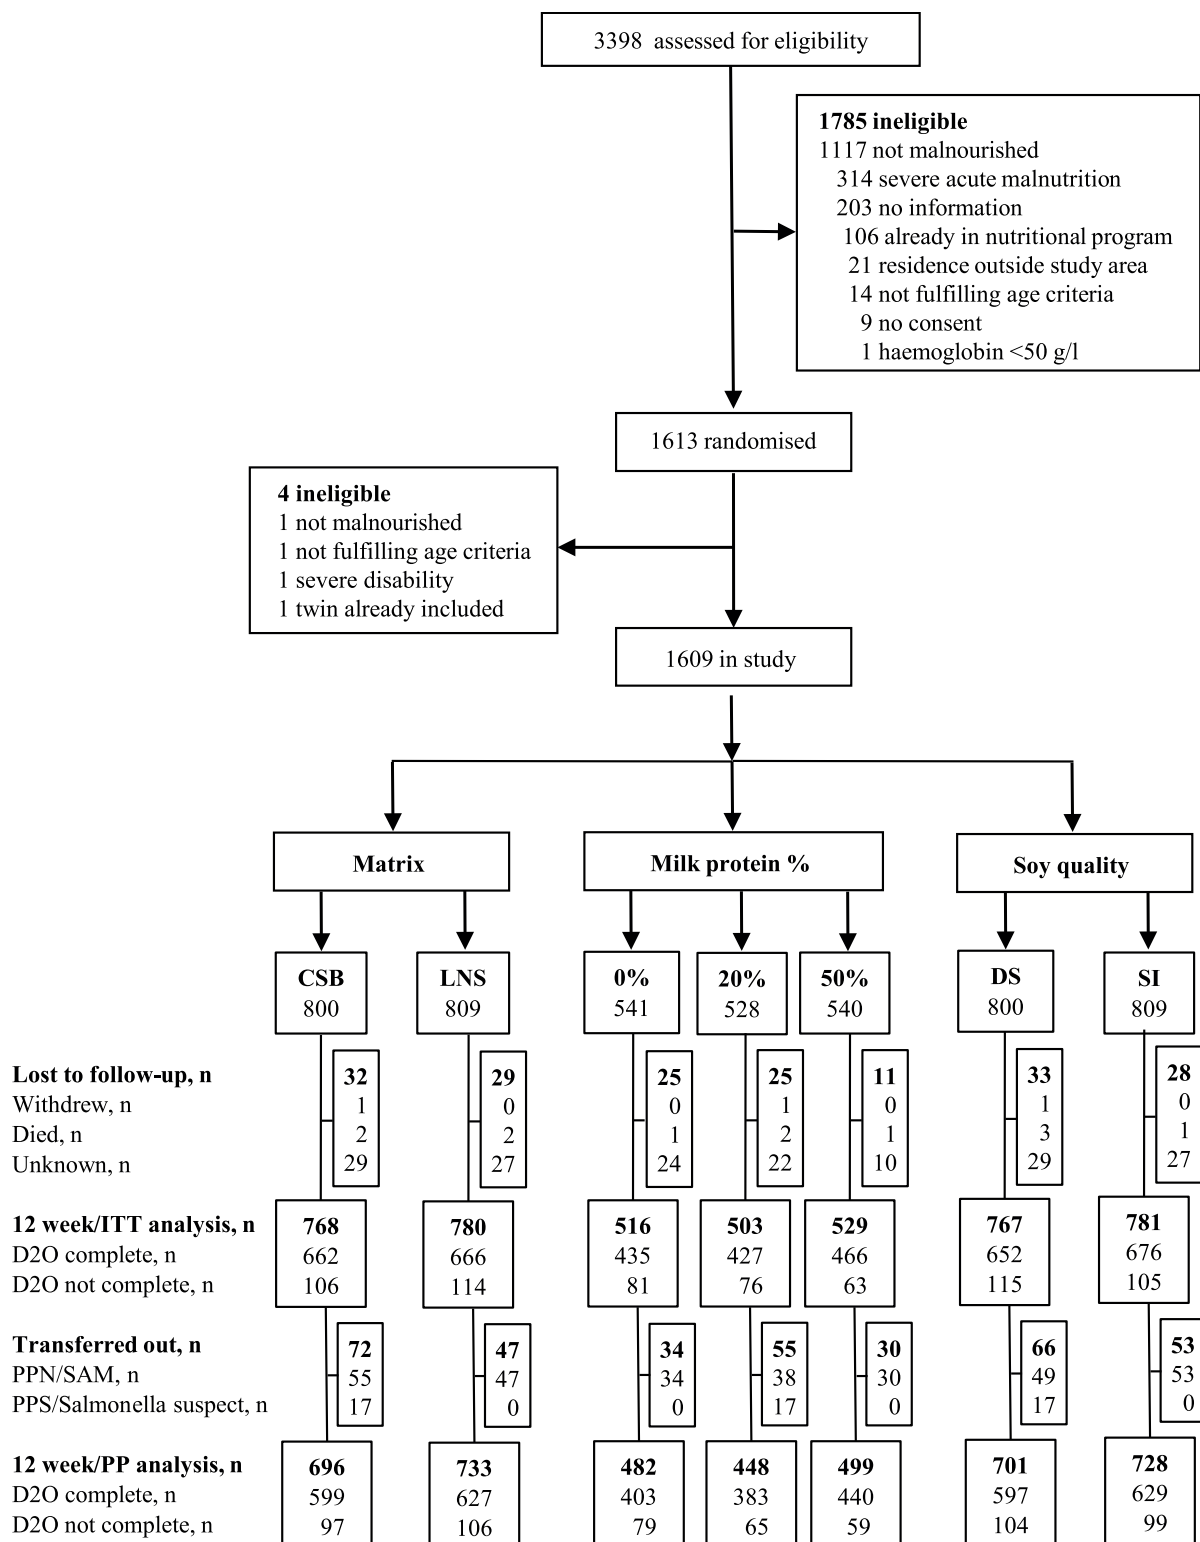 3398 assessed for eligibility
1785 ineligible
1117 not malnourished
314 severe acute malnutrition
203 no information
106 already in nutritional program
21 residence outside study area
14 not fulfilling age criteria
9 no consent
1 haemoglobin <50 g/l
1613 randomised
4 ineligible
1 not malnourished
1 not fulfilling age criteria
1 severe disability
1 twin already included
1609 in study
Matrix Milk protein % Soy quality
CSB LNS 0% 20% 50% DS SI
800 809 541 528 540 800 809
Lost to follow-up, n 32 29 25 25 11 33 28
Withdrew, n 1 0 0 1 0 1 0
Died, n 2 2 1 2 1 3 1
Unknown, n 29 27 24 22 10 29 27
12 week/ITT analysis, n 768 780 516 503 529 767 781
D2O complete, n 662 666 435 427 466 652 676
D2O not complete, n 106 114 81 76 63 115 105
Transferred out, n 72 47 34 55 30 66 53
PPN/SAM, n 55 47 34 38 30 49 53
PPS/Salmonella suspect, n 17 0 0 17 0 17 0
12 week/PP analysis, n 696 733 482 448 499 701 728
D2O complete, n 599 627 403 383 440 597 629
D2O not complete, n 97 106 79 65 59 104 99